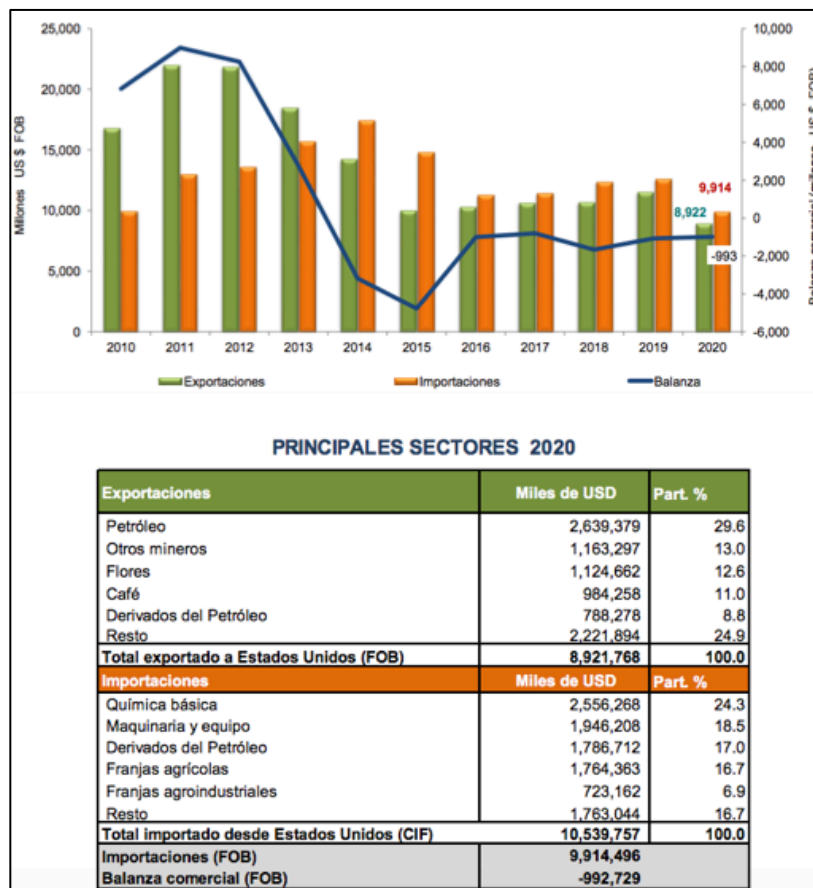 25,000
20,000
15,000
10,000
5,000
0
Millones US $ FOB
10,000
8,000
6,000
4,000
2,000
0
-2,000
-4,000
-6,000
Balanza comercial (millones US $ FOB)
9,914
8,922
-993
2010 2011 2012 2013 2014 2015 2016 2017 2018 2019 2020
Exportaciones Importaciones Balanza
PRINCIPALES SECTORES 2020
Exportaciones Miles de USD Part. %
Petróleo 2,639,379 29.6
Otros mineros 1,163,297 13.0
Flores 1,124,662 12.6
Café 984,258 11.0
Derivados del Petróleo 788,278 8.8
Resto 2,221,894 24.9
Total exportado a Estados Unidos (FOB) 8,921,768 100.0
Importaciones Miles de USD Part. %
Química básica 2,556,268 24.3
Maquinaria y equipo 1,946,208 18.5
Derivados del Petróleo 1,786,712 17.0
Franjas agrícolas 1,764,363 16.7
Franjas agroindustriales 723,162 6.9
Resto 1,763,044 16.7
Total importado desde Estados Unidos (CIF) 10,539,757 100.0
Importaciones (FOB) 9,914,496
Balanza comercial (FOB) -992,729